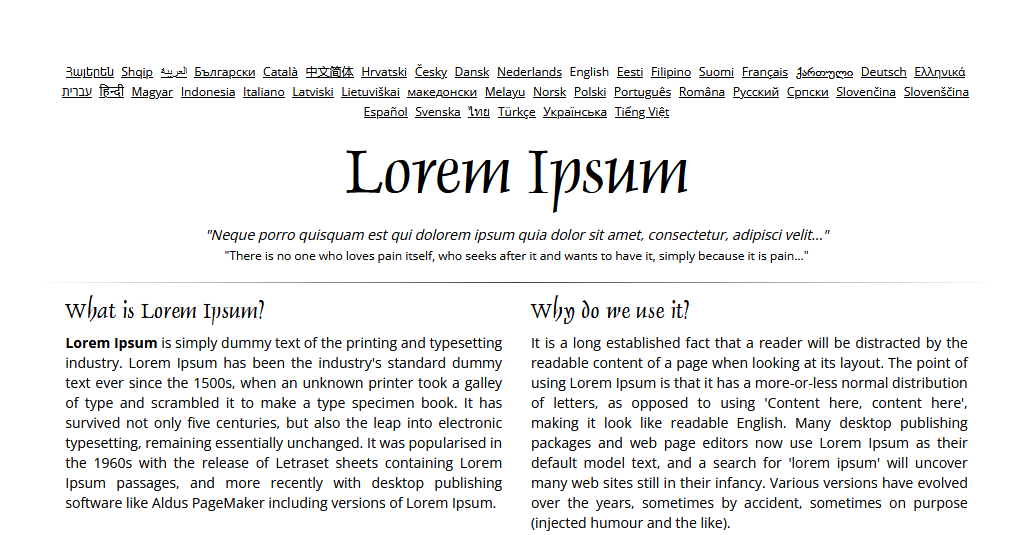 Հայերեն Shqip العربية Български Català 中文简体 Hrvatski Česky Dansk Nederlands English Eesti Filipino Suomi Français ქართული Deutsch Ελληνικά
עברית हिन्दी Magyar Indonesia Italiano Latviski Lietuviškai македонски Melayu Norsk Polski Português Româna Pyccкий Српски Slovenčina Slovenščina
Español Svenska ไทย Türkçe Українська Tiếng Việt
Lorem Ipsum
"Neque porro quisquam est qui dolorem ipsum quia dolor sit amet, consectetur, adipisci velit..."
"There is no one who loves pain itself, who seeks after it and wants to have it, simply because it is pain..."
What is Lorem Ipsum?
Lorem Ipsum is simply dummy text of the printing and typesetting
industry. Lorem Ipsum has been the industry's standard dummy
text ever since the 1500s, when an unknown printer took a galley
of type and scrambled it to make a type specimen book. It has
survived not only five centuries, but also the leap into electronic
typesetting, remaining essentially unchanged. It was popularised in
the 1960s with the release of Letraset sheets containing Lorem
Ipsum passages, and more recently with desktop publishing
software like Aldus PageMaker including versions of Lorem Ipsum.
Why do we use it?
It is a long established fact that a reader will be distracted by the
readable content of a page when looking at its layout. The point of
using Lorem Ipsum is that it has a more-or-less normal distribution
of letters, as opposed to using 'Content here, content here',
making it look like readable English. Many desktop publishing
packages and web page editors now use Lorem Ipsum as their
default model text, and a search for 'lorem ipsum' will uncover
many web sites still in their infancy. Various versions have evolved
over the years, sometimes by accident, sometimes on purpose
(injected humour and the like).